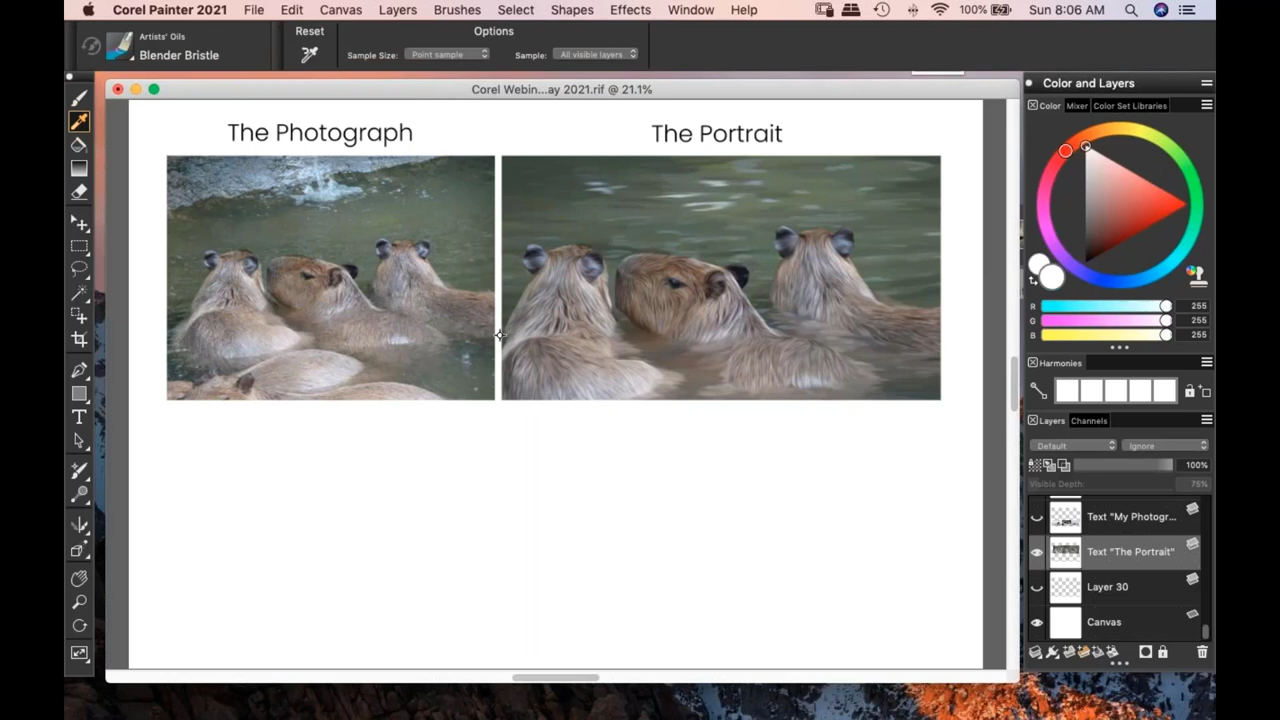 Corel Painter 2021 File Edit Canvas Layers Brushes Select Shapes Effects Window Help 100% Sun 8:06 AM
Artists' Oils
Blender Bristle
Reset
Options
Sample Size: Point sample Sample: All visible layers
Corel Webin...ay 2021.rif @ 21.1%
The Photograph The Portrait
Color and Layers
Color Mixer Color Set Libraries
R 255
G 255
B 255
Harmonies
Layers Channels
Default Ignore
100%
Visible Depth: 75%
Text "My Photogr...
Text "The Portrait"
Layer 30
Canvas
T